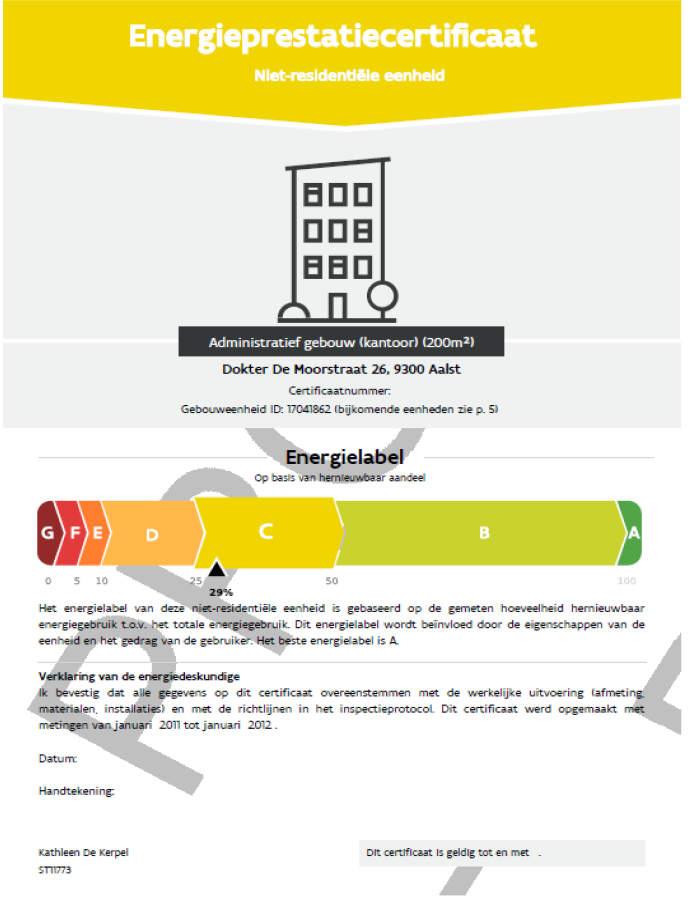 Energieprestatiecertificaat
Niet-residentiële eenheid
Administratief gebouw (kantoor) (200m²)
Dokter De Moorstraat 26, 9300 Aalst
Certificaatnummer:
Gebouweenheid ID: 17041862 (bijkomende eenheden zie p. 5)
Energielabel
Op basis van hernieuwbaar aandeel
G F E D C B A
0 5 10 25 50 100
29%
Het energielabel van deze niet-residentiële eenheid is gebaseerd op de gemeten hoeveelheid hernieuwbaar
energiegebruik t.o.v. het totale energiegebruik. Dit energielabel wordt beïnvloed door de eigenschappen van de
eenheid en het gedrag van de gebruiker. Het beste energielabel is A.
Verklaring van de energiedeskundige
Ik bevestig dat alle gegevens op dit certificaat overeenstemmen met de werkelijke uitvoering (afmeting,
materialen, installaties) en met de richtlijnen in het inspectieprotocol. Dit certificaat werd opgemaakt met
metingen van januari 2011 tot januari 2012 .
Datum:
Handtekening:
Kathleen De Kerpel
ST11773
Dit certificaat is geldig tot en met .